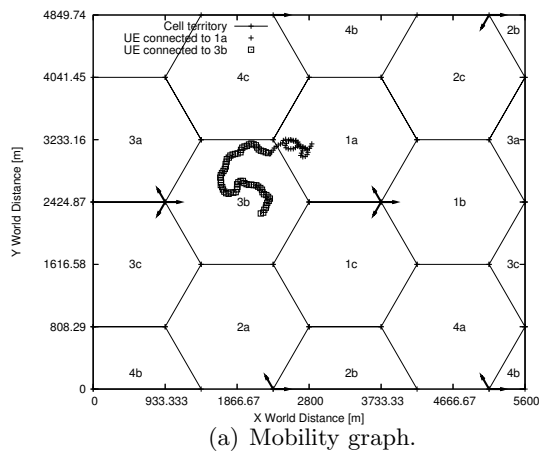 4849.74
4041.45
3233.16
2424.87
1616.58
808.29
0
Y World Distance [m]
Cell territory
UE connected to 1a
UE connected to 3b
4b
2b
4c
2c
3a
1a
3a
3b
1b
3c
1c
3c
2a
4a
4b
2b
4b
0
933.333
1866.67
2800
3733.33
4666.67
5600
X World Distance [m]
(a) Mobility graph.